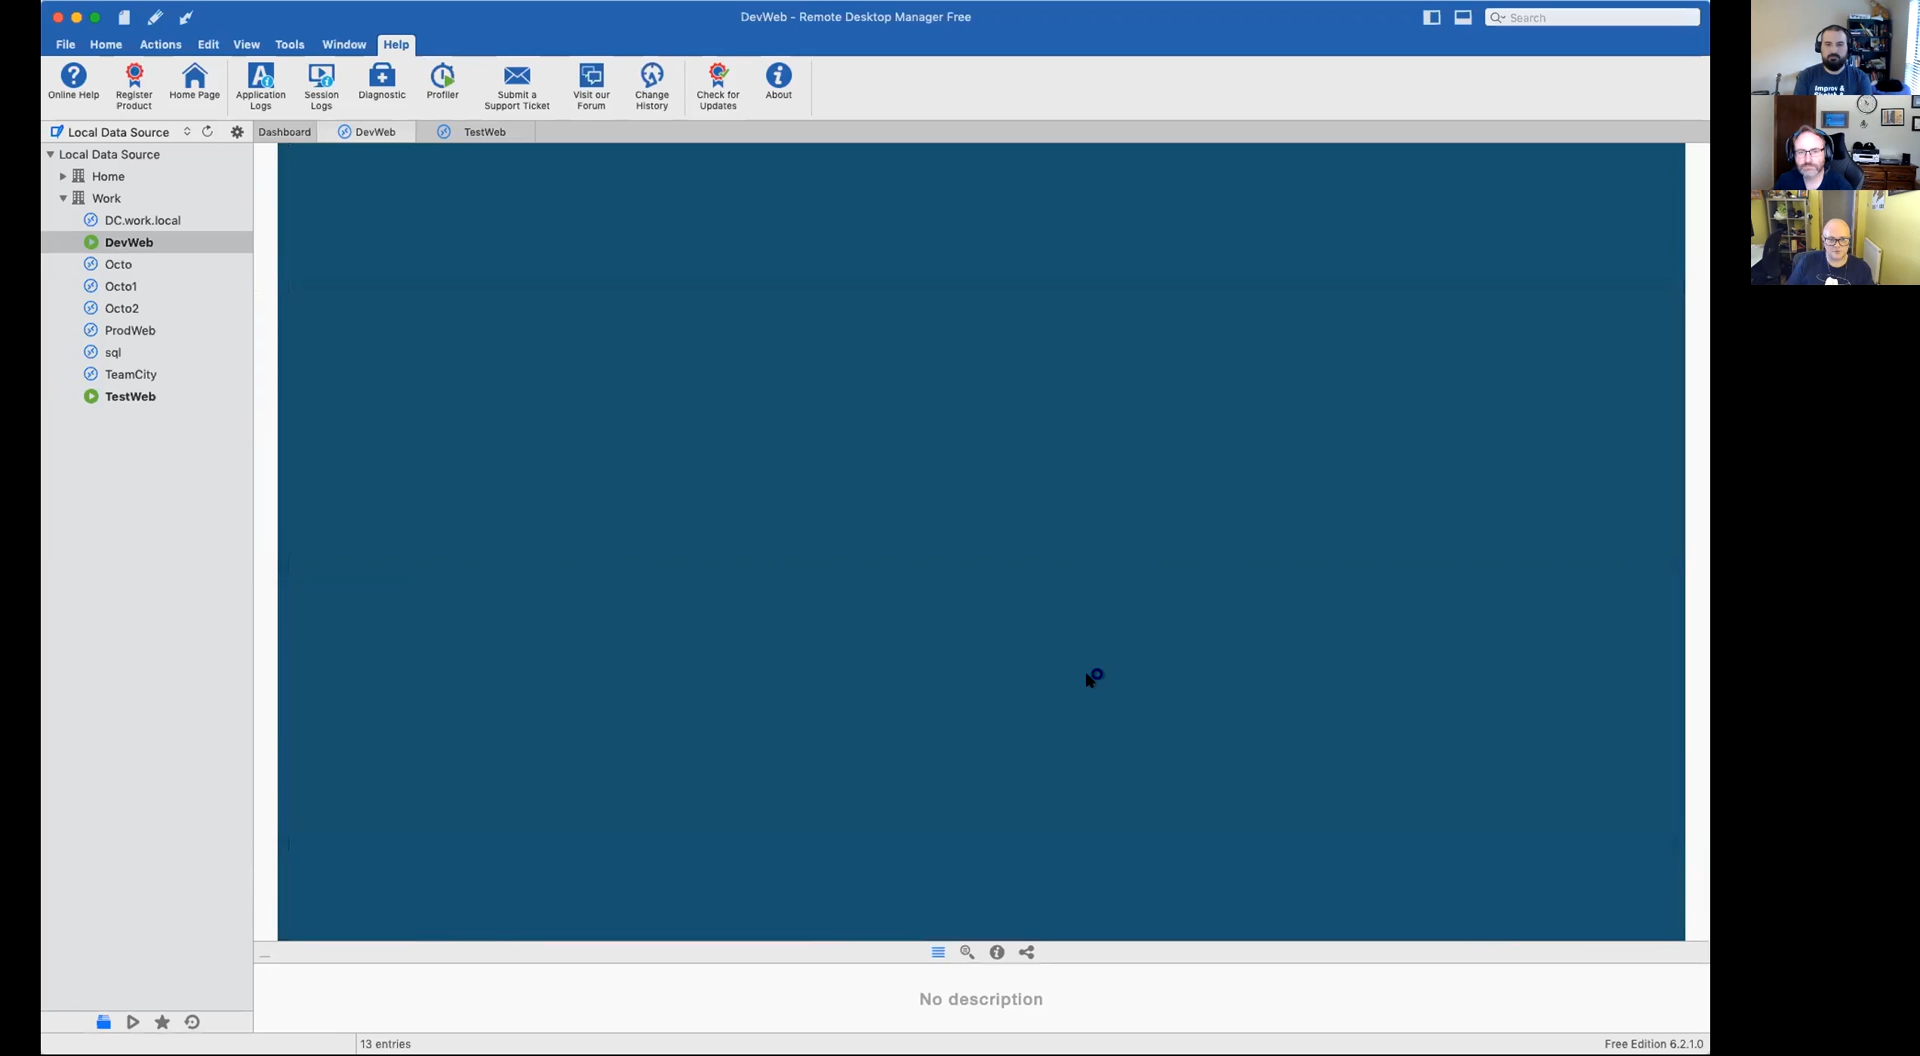 DevWeb - Remote Desktop Manager Free
Search
File Home Actions Edit View Tools Window Help
Online Help
Register Product
Home Page
Application Logs
Session Logs
Diagnostic
Profiler
Submit a Support Ticket
Visit our Forum
Change History
Check for Updates
About
Local Data Source
Dashboard DevWeb TestWeb
Local Data Source
Home
Work
DC.work.local
DevWeb
Octo
Octo1
Octo2
ProdWeb
sql
TeamCity
TestWeb
No description
13 entries
Free Edition 6.2.1.0
Improv &